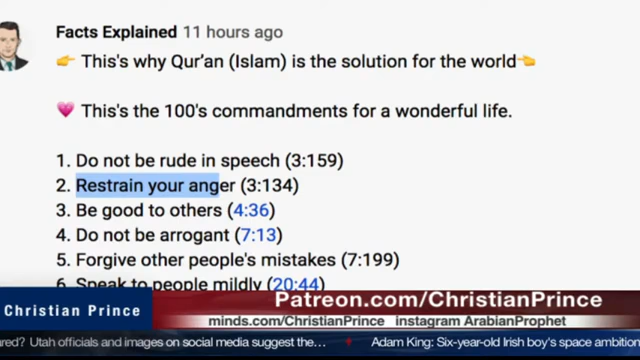 Facts Explained 11 hours ago
👉 This's why Qur'an (Islam) is the solution for the world👈
💗 This's the 100's commandments for a wonderful life.
1. Do not be rude in speech (3:159)
2. Restrain your anger (3:134)
3. Be good to others (4:36)
4. Do not be arrogant (7:13)
5. Forgive other people's mistakes (7:199)
6. Speak to people mildly (20:44)
Christian Prince
Patreon.com/ChristianPrince
minds.com/ChristianPrince instagram ArabianProphet
ared? Utah officials and images on social media suggest the... Adam King: Six-year-old Irish boy's space ambition